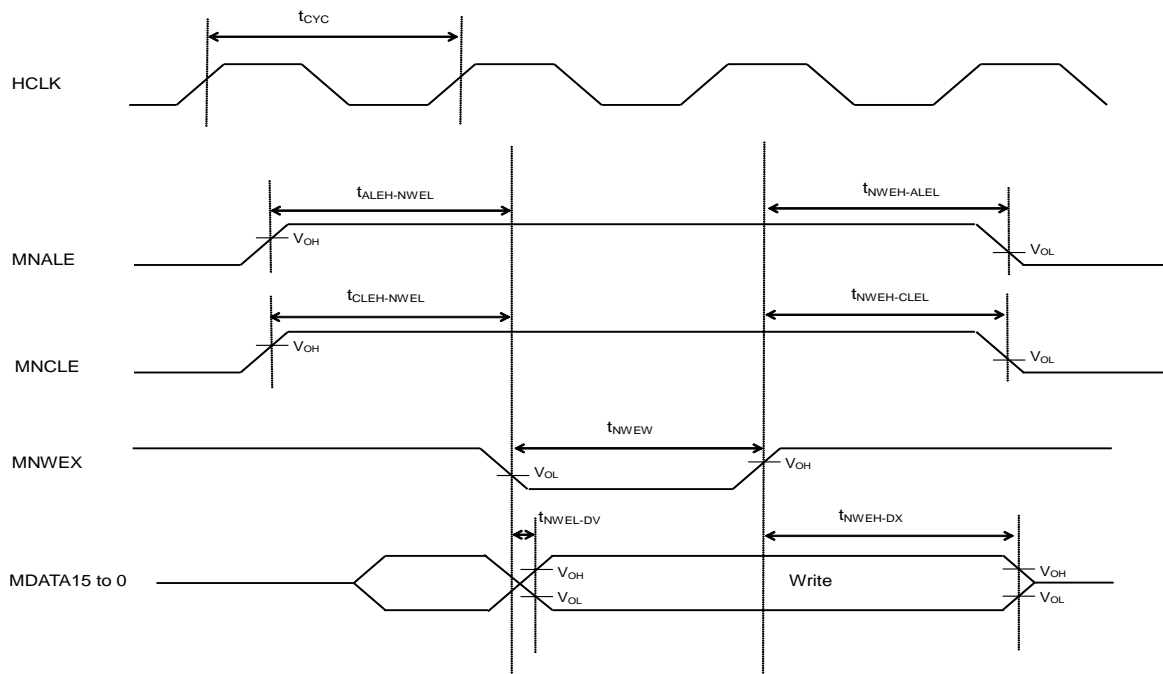 tCYC
HCLK
tALEH-NWEL
tNWEH-ALEL
VOH
MNALE
VOL
tCLEH-NWEL
tNWEH-CLEL
VOH
MNCLE
VOL
tNWEW
MNWEX
VOL
VOH
tNWEL-DV
tNWEH-DX
MDATA15 to 0
VOH
VOL
Write
VOH
VOL